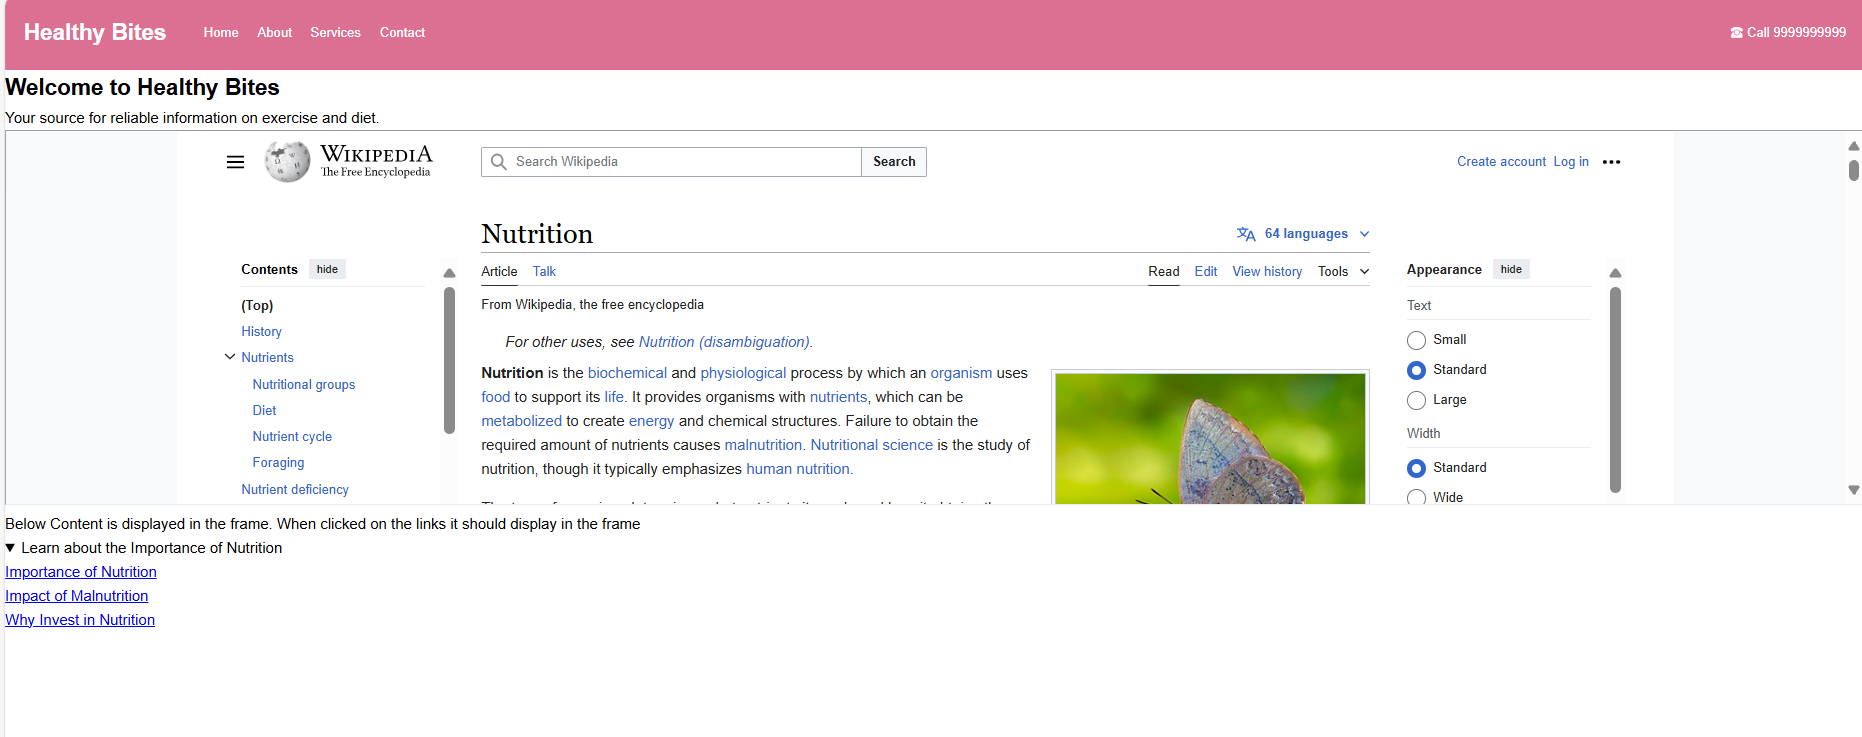 Healthy Bites Home About Services Contact ☎ Call 9999999999
Welcome to Healthy Bites
Your source for reliable information on exercise and diet.
WIKIPEDIA
The Free Encyclopedia
Search Wikipedia Search
Create account Log in •••
Nutrition
64 languages
Contents hide
(Top)
History
Nutrients
Nutritional groups
Diet
Nutrient cycle
Foraging
Nutrient deficiency
Article Talk Read Edit View history Tools
From Wikipedia, the free encyclopedia
For other uses, see Nutrition (disambiguation).
Nutrition is the biochemical and physiological process by which an organism uses
food to support its life. It provides organisms with nutrients, which can be
metabolized to create energy and chemical structures. Failure to obtain the
required amount of nutrients causes malnutrition. Nutritional science is the study of
nutrition, though it typically emphasizes human nutrition.
Appearance hide
Text
Small
Standard
Large
Width
Standard
Wide
Below Content is displayed in the frame. When clicked on the links it should display in the frame
▼ Learn about the Importance of Nutrition
Importance of Nutrition
Impact of Malnutrition
Why Invest in Nutrition